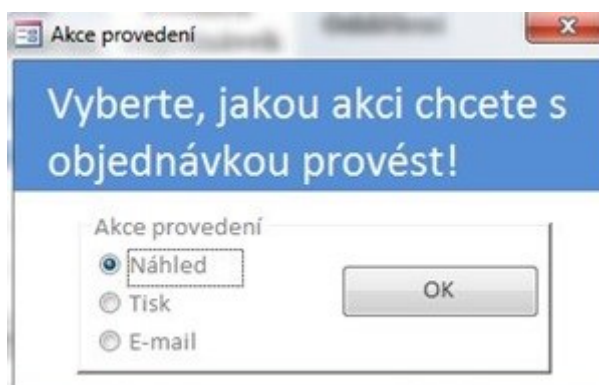 Akce provedení
Vyberte, jakou akci chcete s
objednávkou provést!
Akce provedení
Náhled
OK
Tisk
E-mail